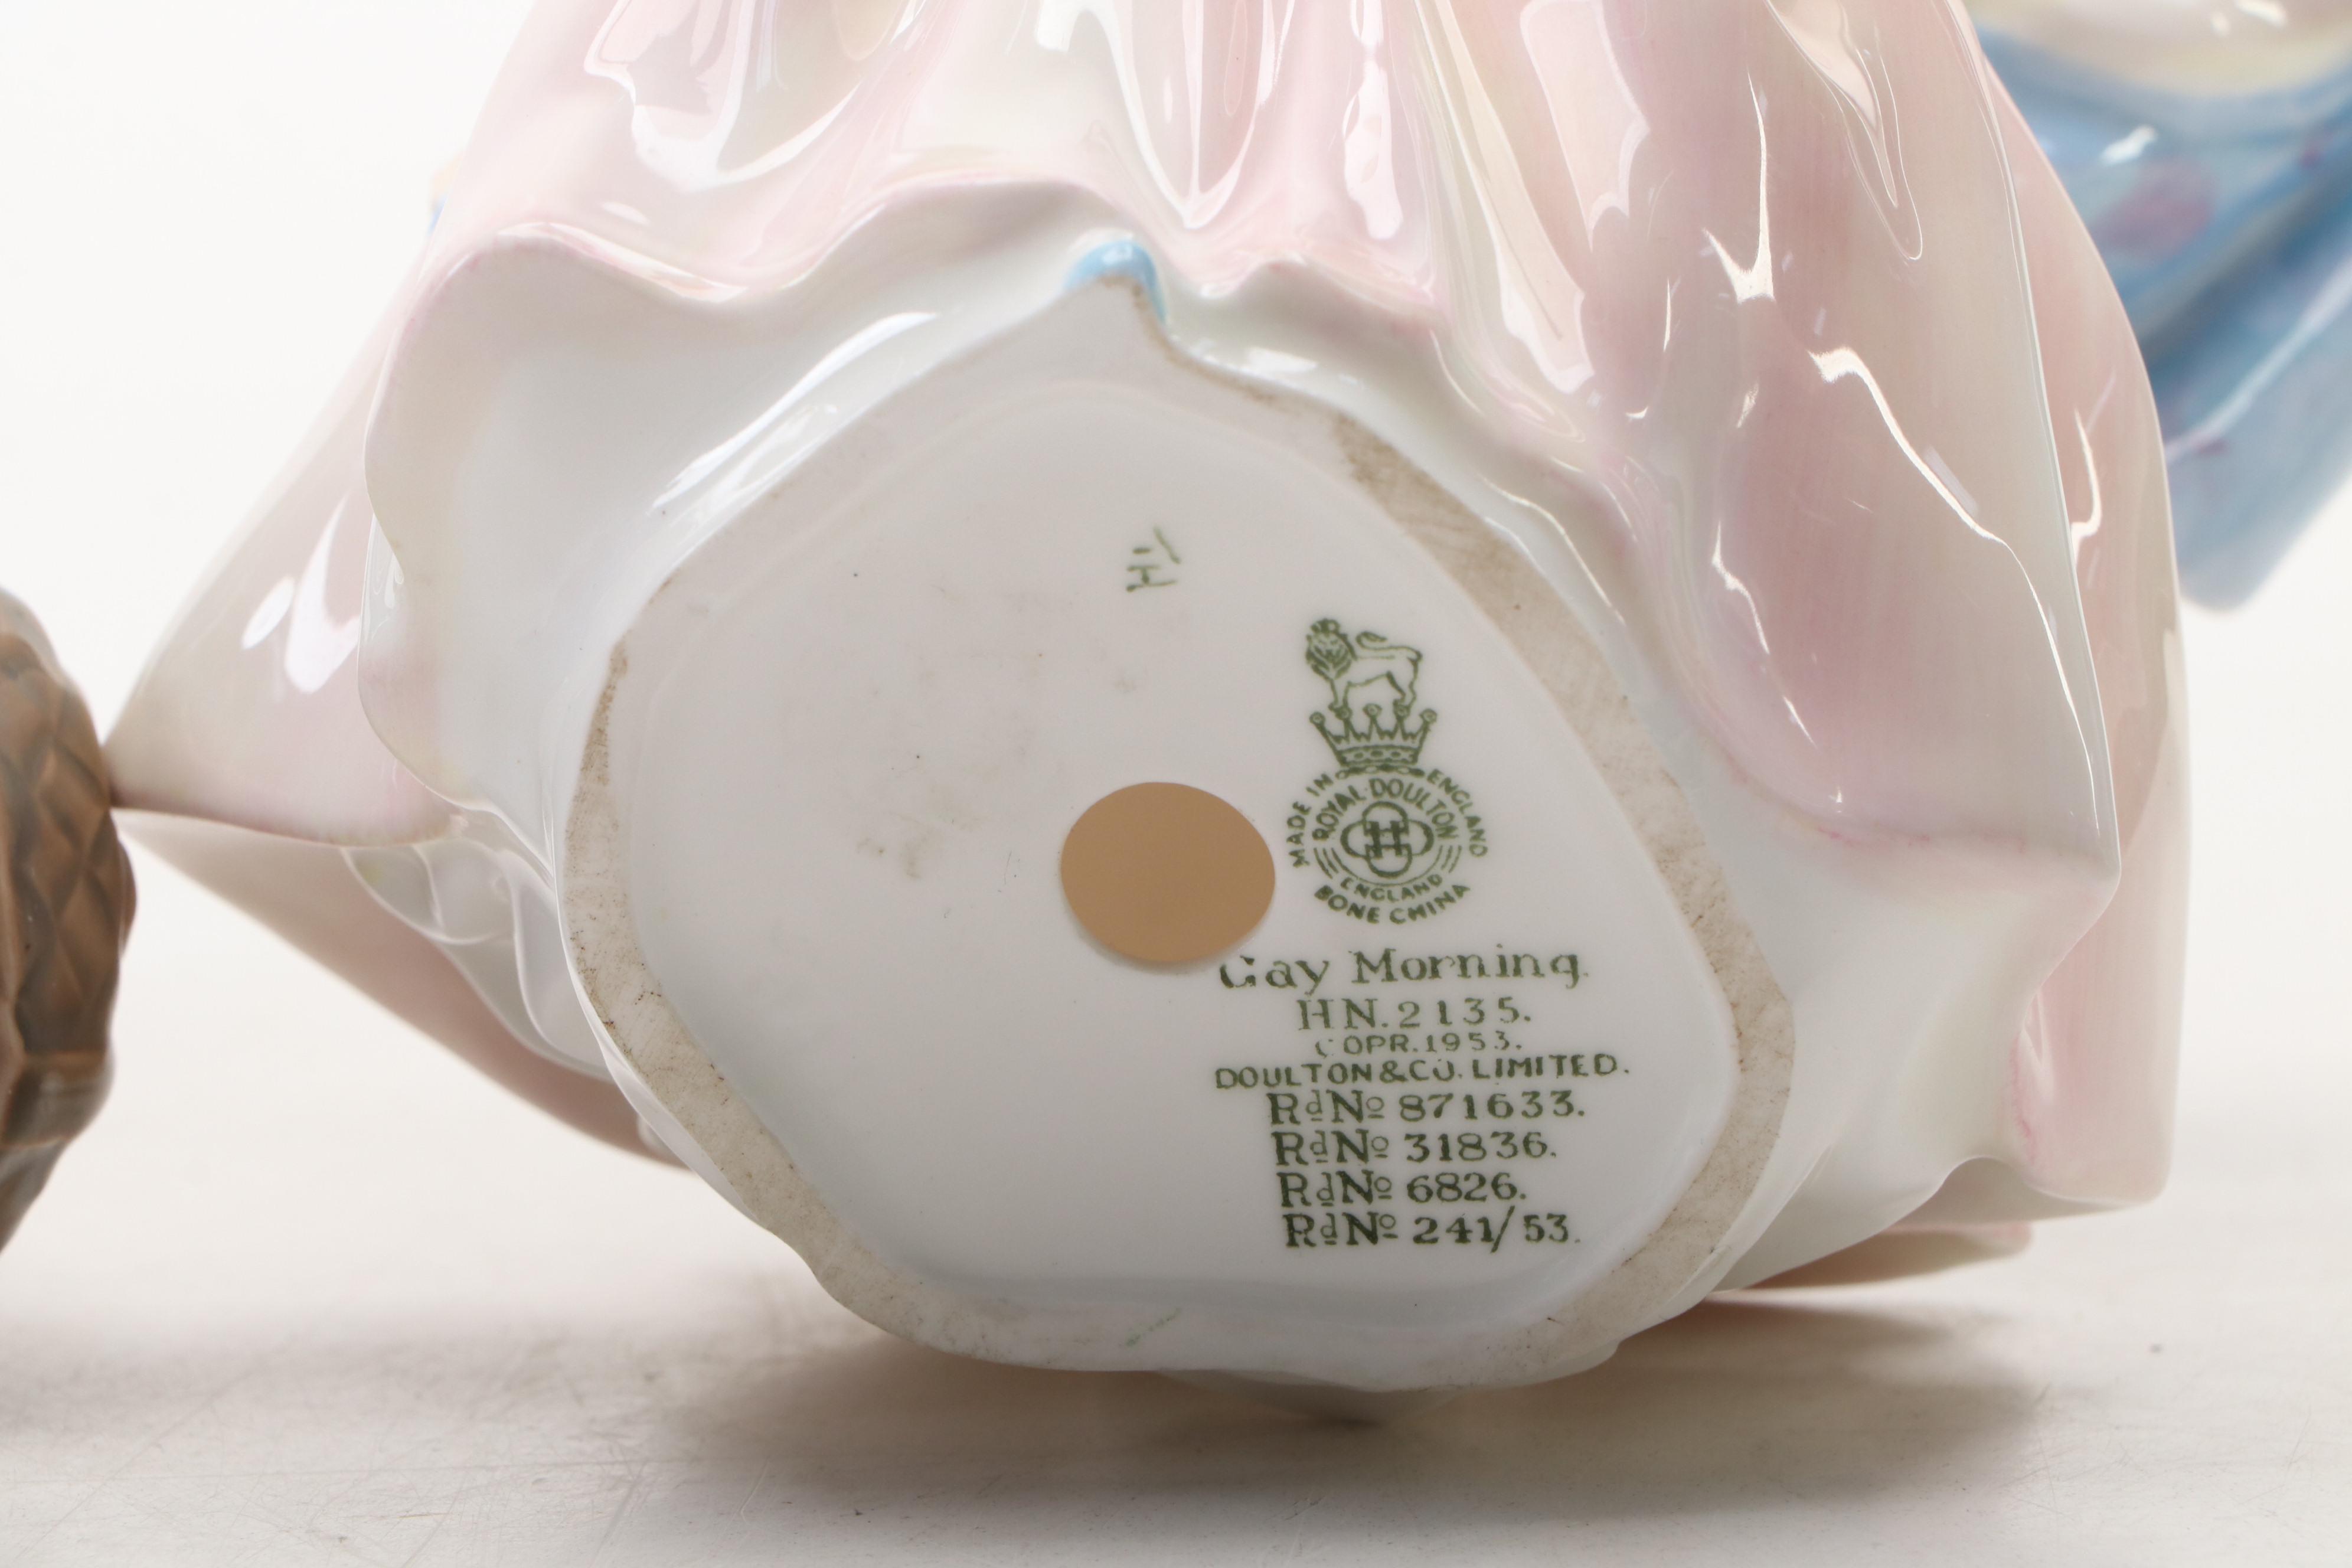 MADE IN ENGLAND
ROYAL·DOULTON
ENGLAND
BONE CHINA
Gay Morning.
HN.2135.
COPR.1953.
DOULTON&CO.LIMITED.
RdNo 871633.
RdNo 31836.
RdNo 6826.
RdNo 241/53.